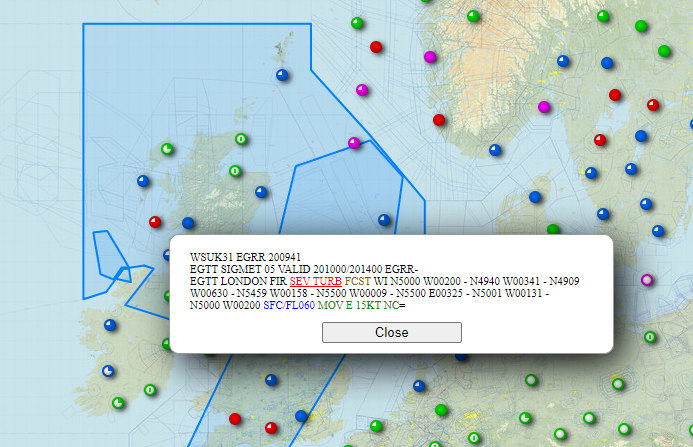 WSUK31 EGRR 200941
EGTT SIGMET 05 VALID 201000/201400 EGRR-
EGTT LONDON FIR SEV TURB FCST WI N5000 W00200 - N4940 W00341 - N4909
W00630 - N5459 W00158 - N5500 W00009 - N5500 E00325 - N5001 W00131 -
N5000 W00200 SFC/FL060 MOV E 15KT NC=
Close